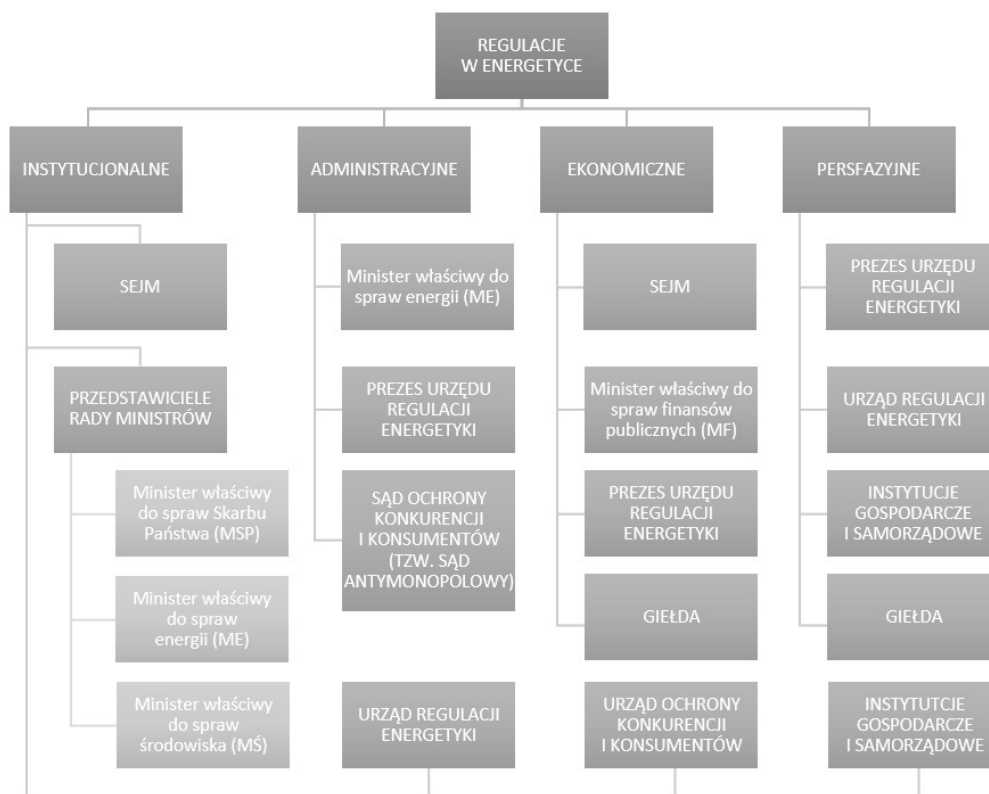 REGULACJE
W ENERGETYCE
INSTYTUCJONALNE
ADMINISTRACYJNE
EKONOMICZNE
PERSFAZYJNE
SEJM
PRZEDSTAWICIELE
RADY MINISTRÓW
Minister właściwy
do spraw Skarbu
Państwa (MSP)
Minister właściwy
do spraw
energii (ME)
Minister właściwy
do spraw
środowiska (MŚ)
Minister właściwy do
spraw energii (ME)
PREZES URZĘDU
REGULACJI
ENERGETYKI
SĄD OCHRONY
KONKURENCJI
I KONSUMENTÓW
(TZW. SĄD
ANTYMONOPOLOWY)
URZĄD REGULACJI
ENERGETYKI
SEJM
Minister właściwy do
spraw finansów
publicznych (MF)
PREZES URZĘDU
REGULACJI
ENERGETYKI
GIEŁDA
URZĄD OCHRONY
KONKURENCJI
I KONSUMENTÓW
PREZES URZĘDU
REGULACJI
ENERGETYKI
URZĄD REGULACJI
ENERGETYKI
INSTYTUCJE
GOSPODARCZE
I SAMORZĄDOWE
GIEŁDA
INSTYTUTCJE
GOSPODARCZE
I SAMORZĄDOWE